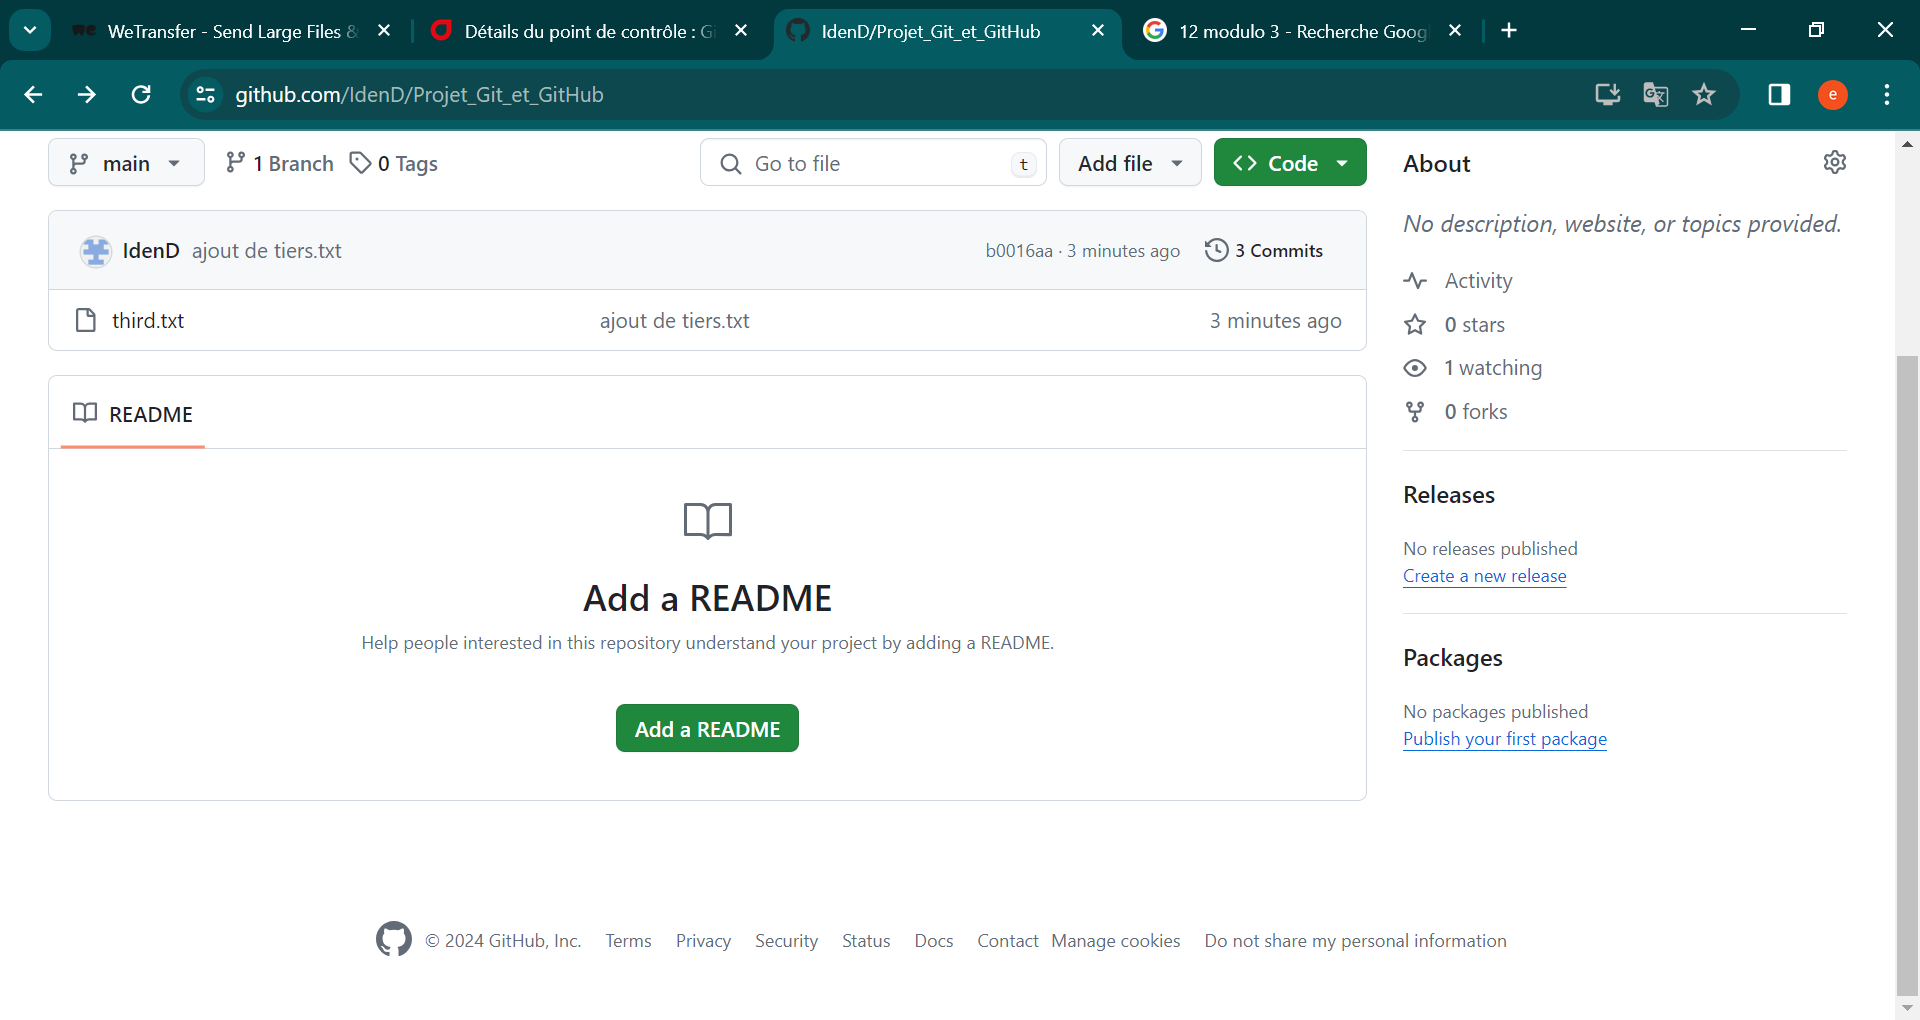 WeTransfer - Send Large Files &
Détails du point de contrôle : Gi
IdenD/Projet_Git_et_GitHub
12 modulo 3 - Recherche Goog
github.com/IdenD/Projet_Git_et_GitHub
e
main
1 Branch
0 Tags
Go to file
t
Add file
Code
IdenD ajout de tiers.txt
b0016aa · 3 minutes ago
3 Commits
third.txt
ajout de tiers.txt
3 minutes ago
README
Add a README
Help people interested in this repository understand your project by adding a README.
Add a README
About
No description, website, or topics provided.
Activity
0 stars
1 watching
0 forks
Releases
No releases published
Create a new release
Packages
No packages published
Publish your first package
© 2024 GitHub, Inc. Terms Privacy Security Status Docs Contact Manage cookies Do not share my personal information